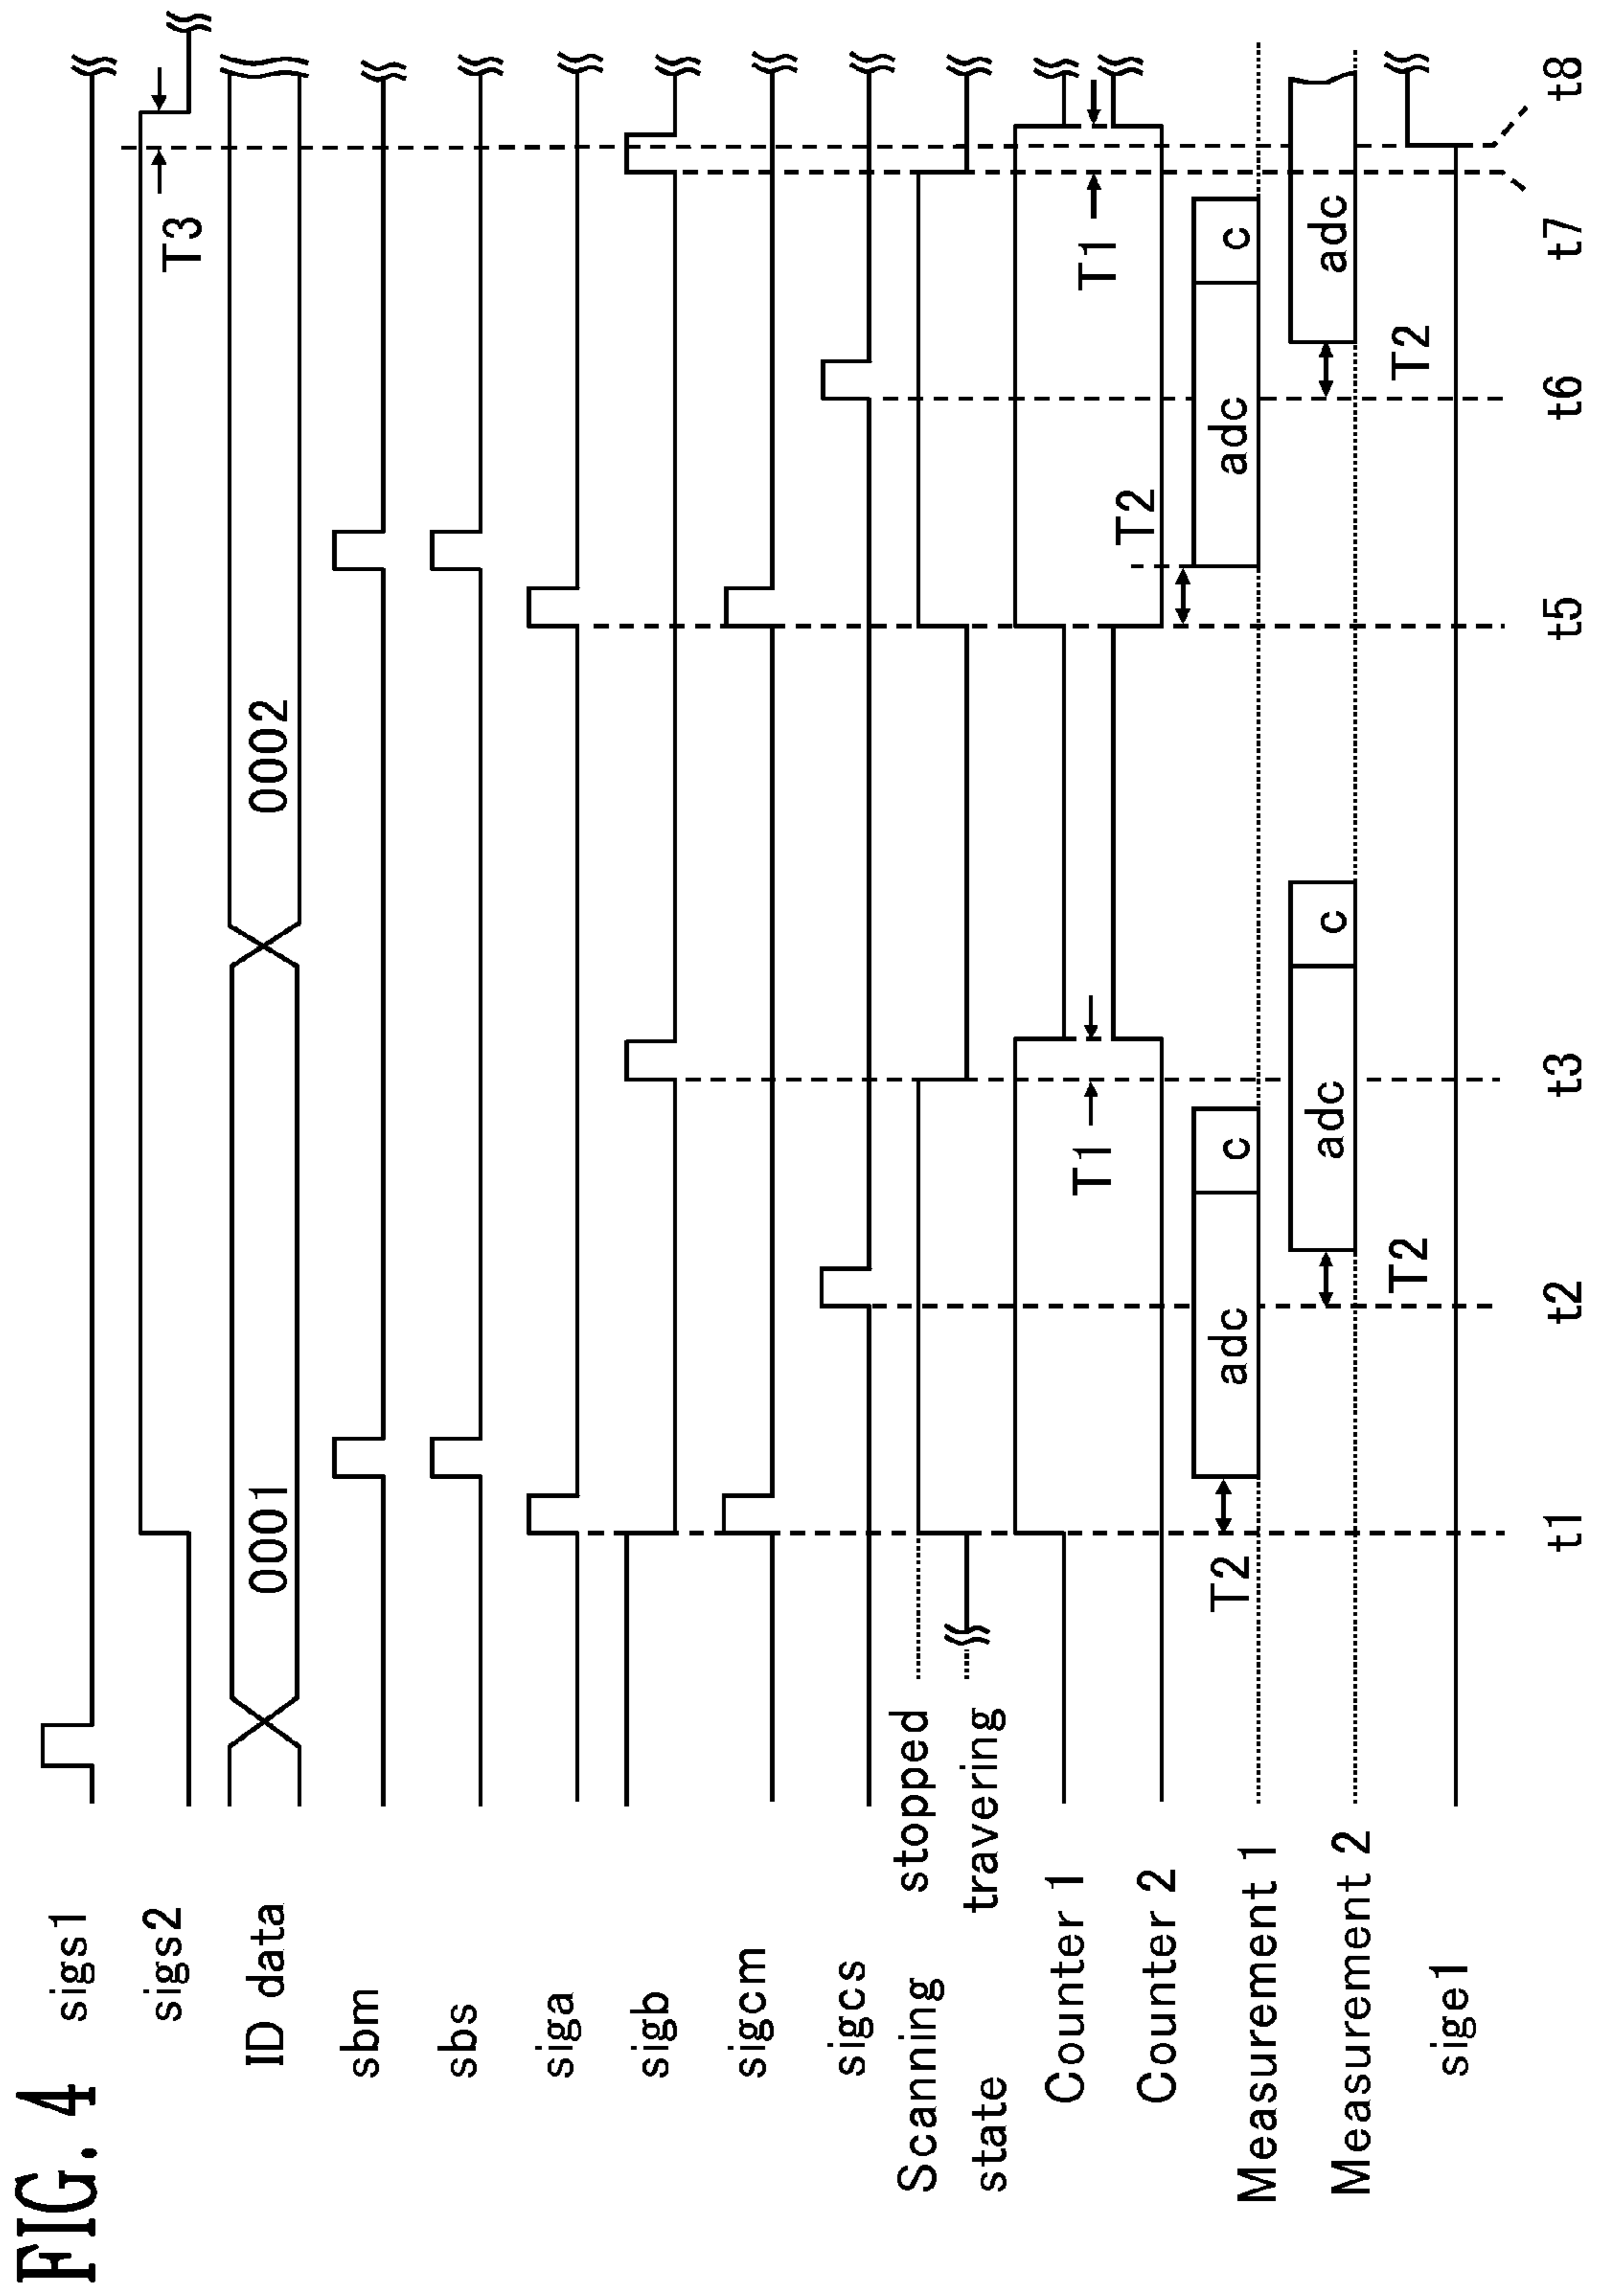 FIG. 4
sigs1
sigs2
T3
ID data
0001
0002
sbm
sbs
siga
sigb
sigcm
sigcs
Scanning state
stopped
travering
Counter 1
T1
T1
Counter 2
T2
T2
Measurement 1
adc
c
adc
c
Measurement 2
adc
c
adc
T2
T2
sige1
t1
t2
t3
t5
t6
t7
t8